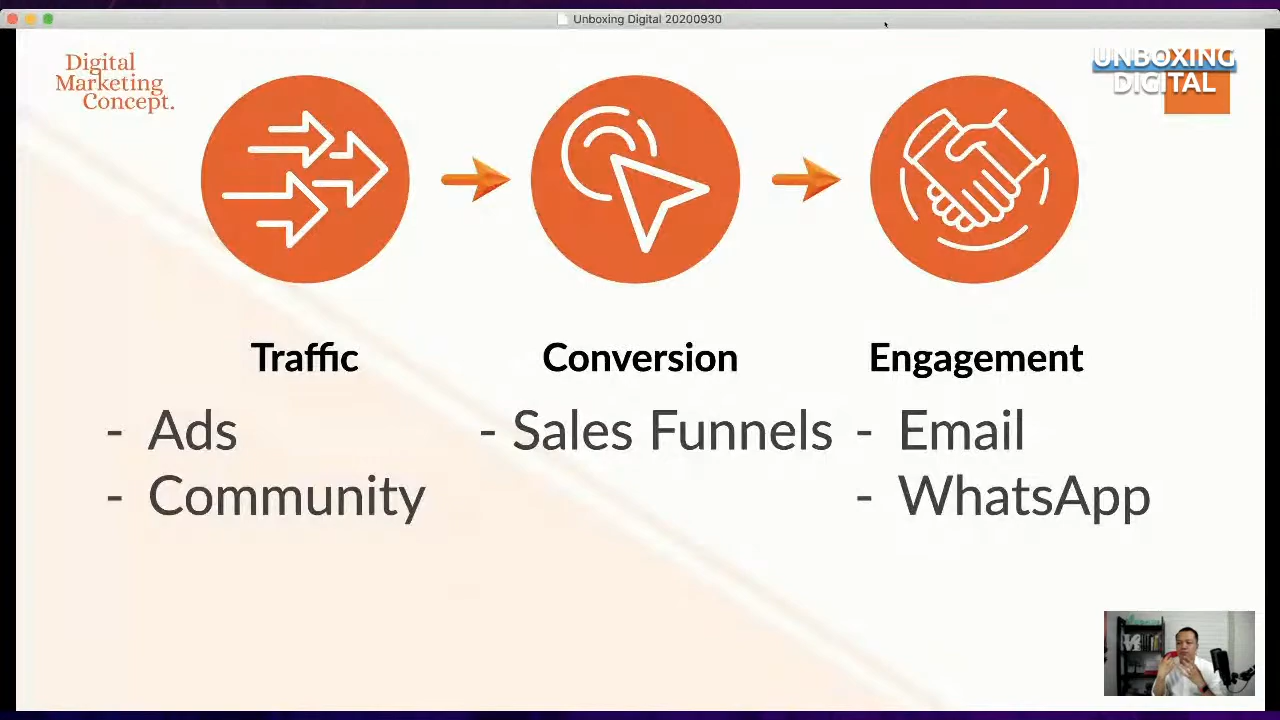 Unboxing Digital 20200930
Digital
Marketing
Concept.
UNBOXING
DIGITAL
Traffic
Conversion
Engagement
- Ads
- Community
- Sales Funnels
- Email
- WhatsApp